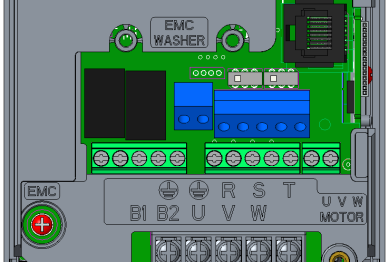 EMC
WASHER
EMC
⏚ ⏚ R S T
B1 B2 U V W
U V W
MOTOR